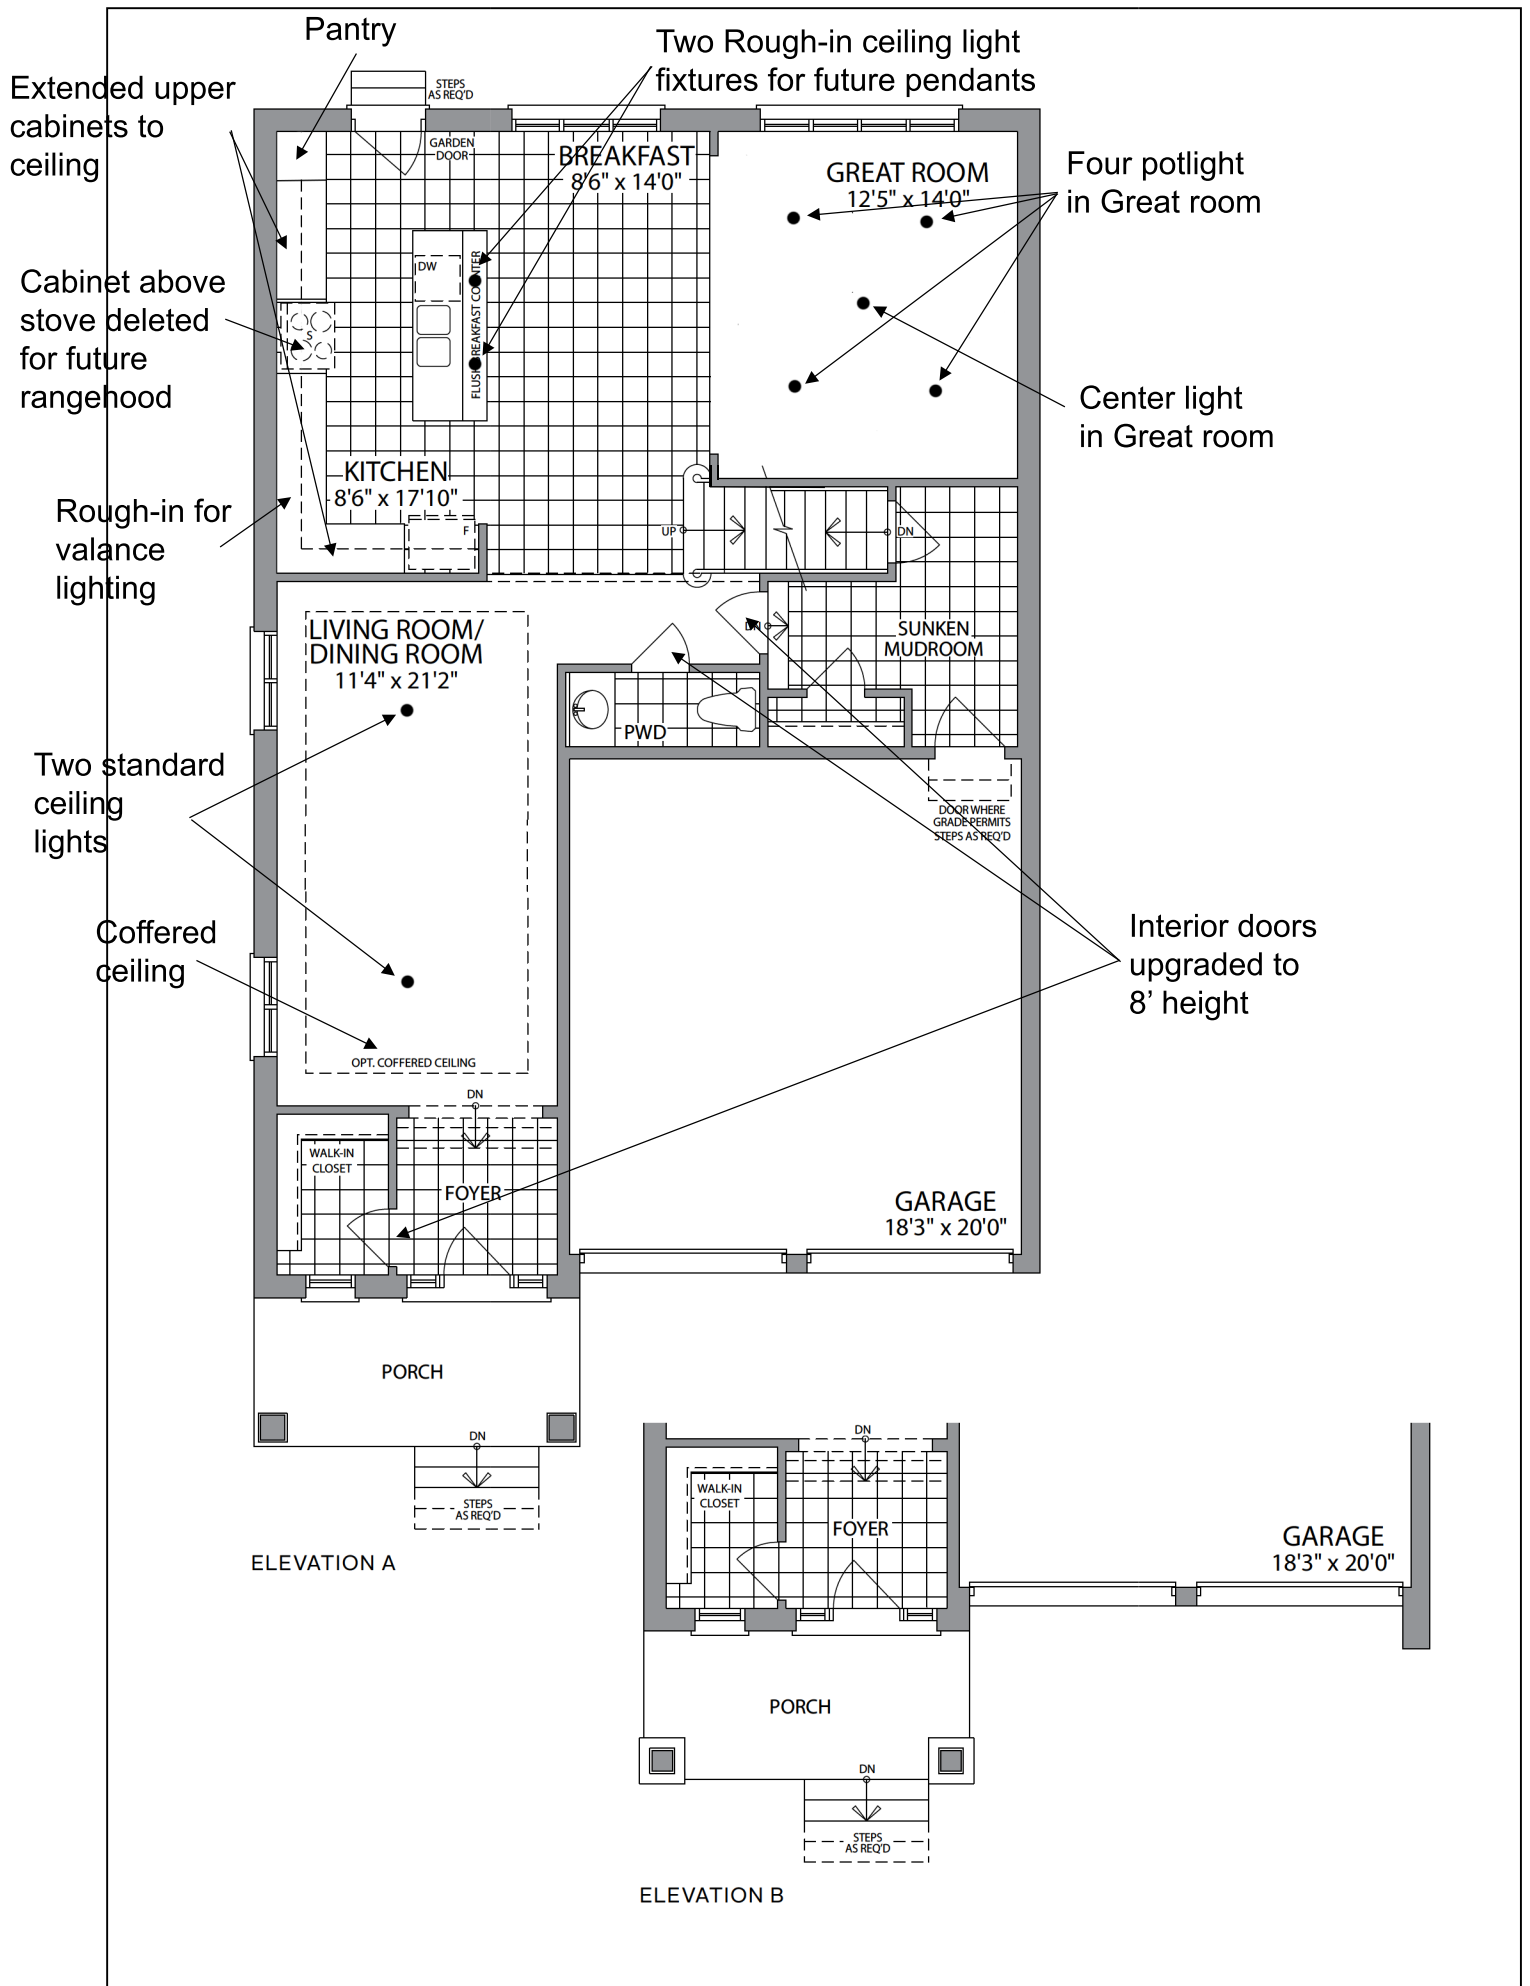 Pantry
Two Rough-in ceiling light
fixtures for future pendants
Extended upper
cabinets to
ceiling
STEPS
AS REQ'D
GARDEN
DOOR
BREAKFAST
8'6" x 14'0"
GREAT ROOM
12'5" x 14'0"
Four potlight
in Great room
Cabinet above
stove deleted
for future
rangehood
DW
FLUSH BREAKFAST COUNTER
S
Center light
in Great room
KITCHEN
8'6" x 17'10"
F
UP
DN
Rough-in for
valance
lighting
LIVING ROOM/
DINING ROOM
11'4" x 21'2"
DN
SUNKEN
MUDROOM
PWD
Two standard
ceiling
lights
DOOR WHERE
GRADE PERMITS
STEPS AS REQ'D
Coffered
ceiling
Interior doors
upgraded to
8’ height
OPT. COFFERED CEILING
DN
WALK-IN
CLOSET
FOYER
GARAGE
18'3" x 20'0"
PORCH
DN
STEPS
AS REQ'D
ELEVATION A
DN
WALK-IN
CLOSET
FOYER
GARAGE
18'3" x 20'0"
PORCH
DN
STEPS
AS REQ'D
ELEVATION B